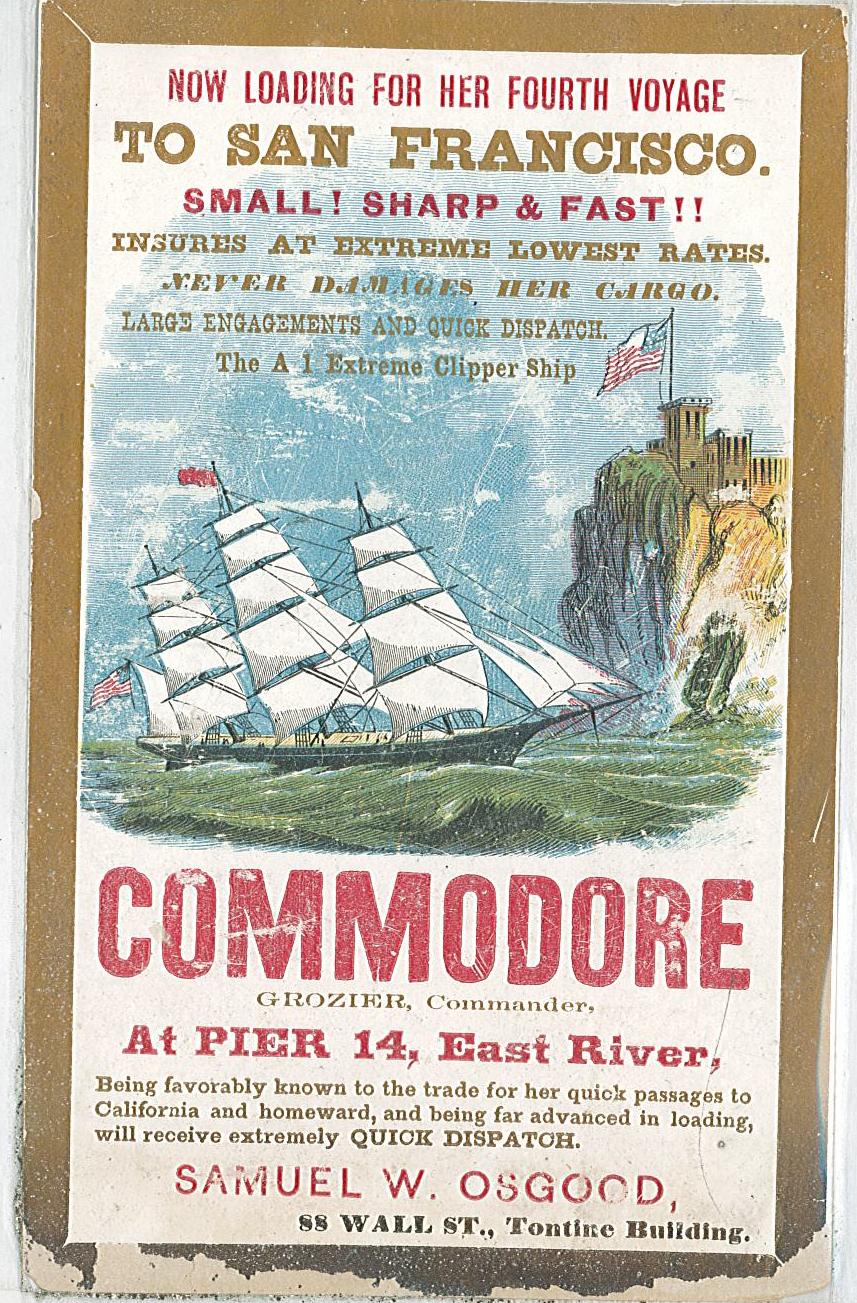 NOW LOADING FOR HER FOURTH VOYAGE
TO SAN FRANCISCO.
SMALL! SHARP & FAST!!
INSURES AT EXTREME LOWEST RATES.
NEVER DAMAGES HER CARGO.
LARGE ENGAGEMENTS AND QUICK DISPATCH.
The A 1 Extreme Clipper Ship
COMMODORE
GROZIER, Commander,
At PIER 14, East River,
Being favorably known to the trade for her quick passages to
California and homeward, and being far advanced in loading,
will receive extremely QUICK DISPATCH.
SAMUEL W. OSGOOD,
88 WALL ST., Tontine Building.